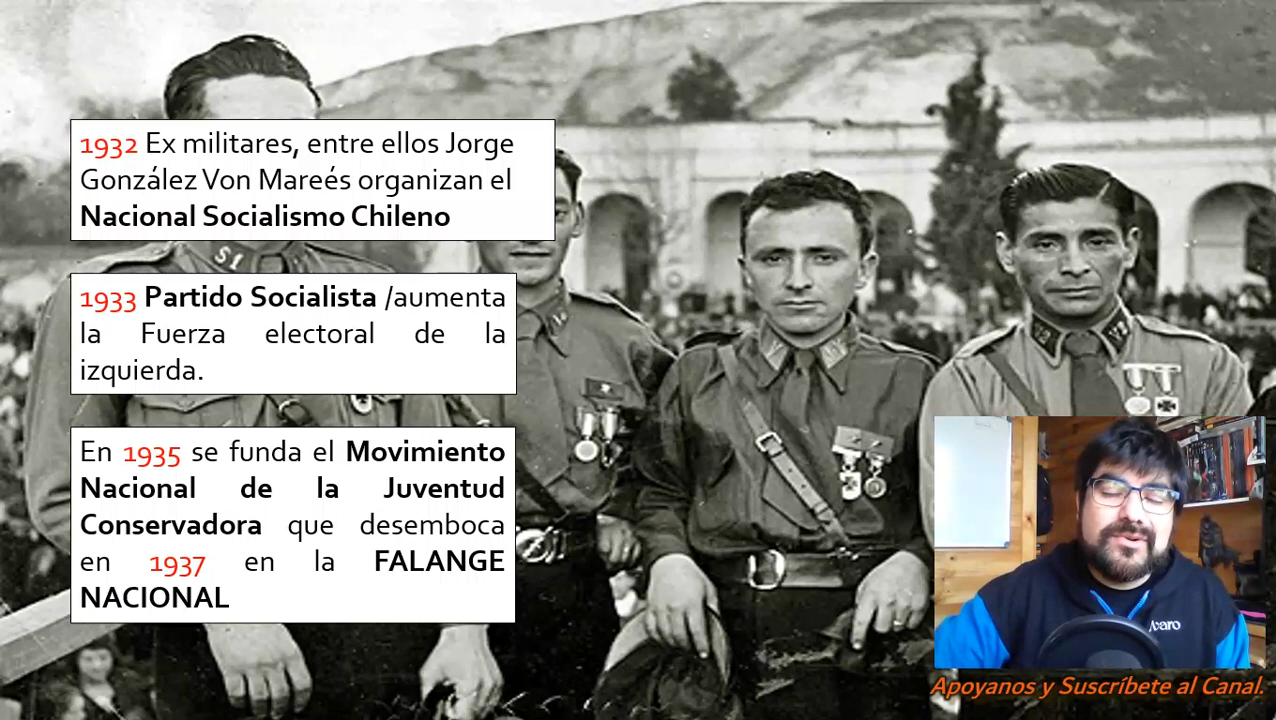 1932 Ex militares, entre ellos Jorge
González Von Mareés organizan el
Nacional Socialismo Chileno
1933 Partido Socialista /aumenta
la Fuerza electoral de la
izquierda.
En 1935 se funda el Movimiento
Nacional de la Juventud
Conservadora que desemboca
en 1937 en la FALANGE
NACIONAL
Apoyanos y Suscríbete al Canal.